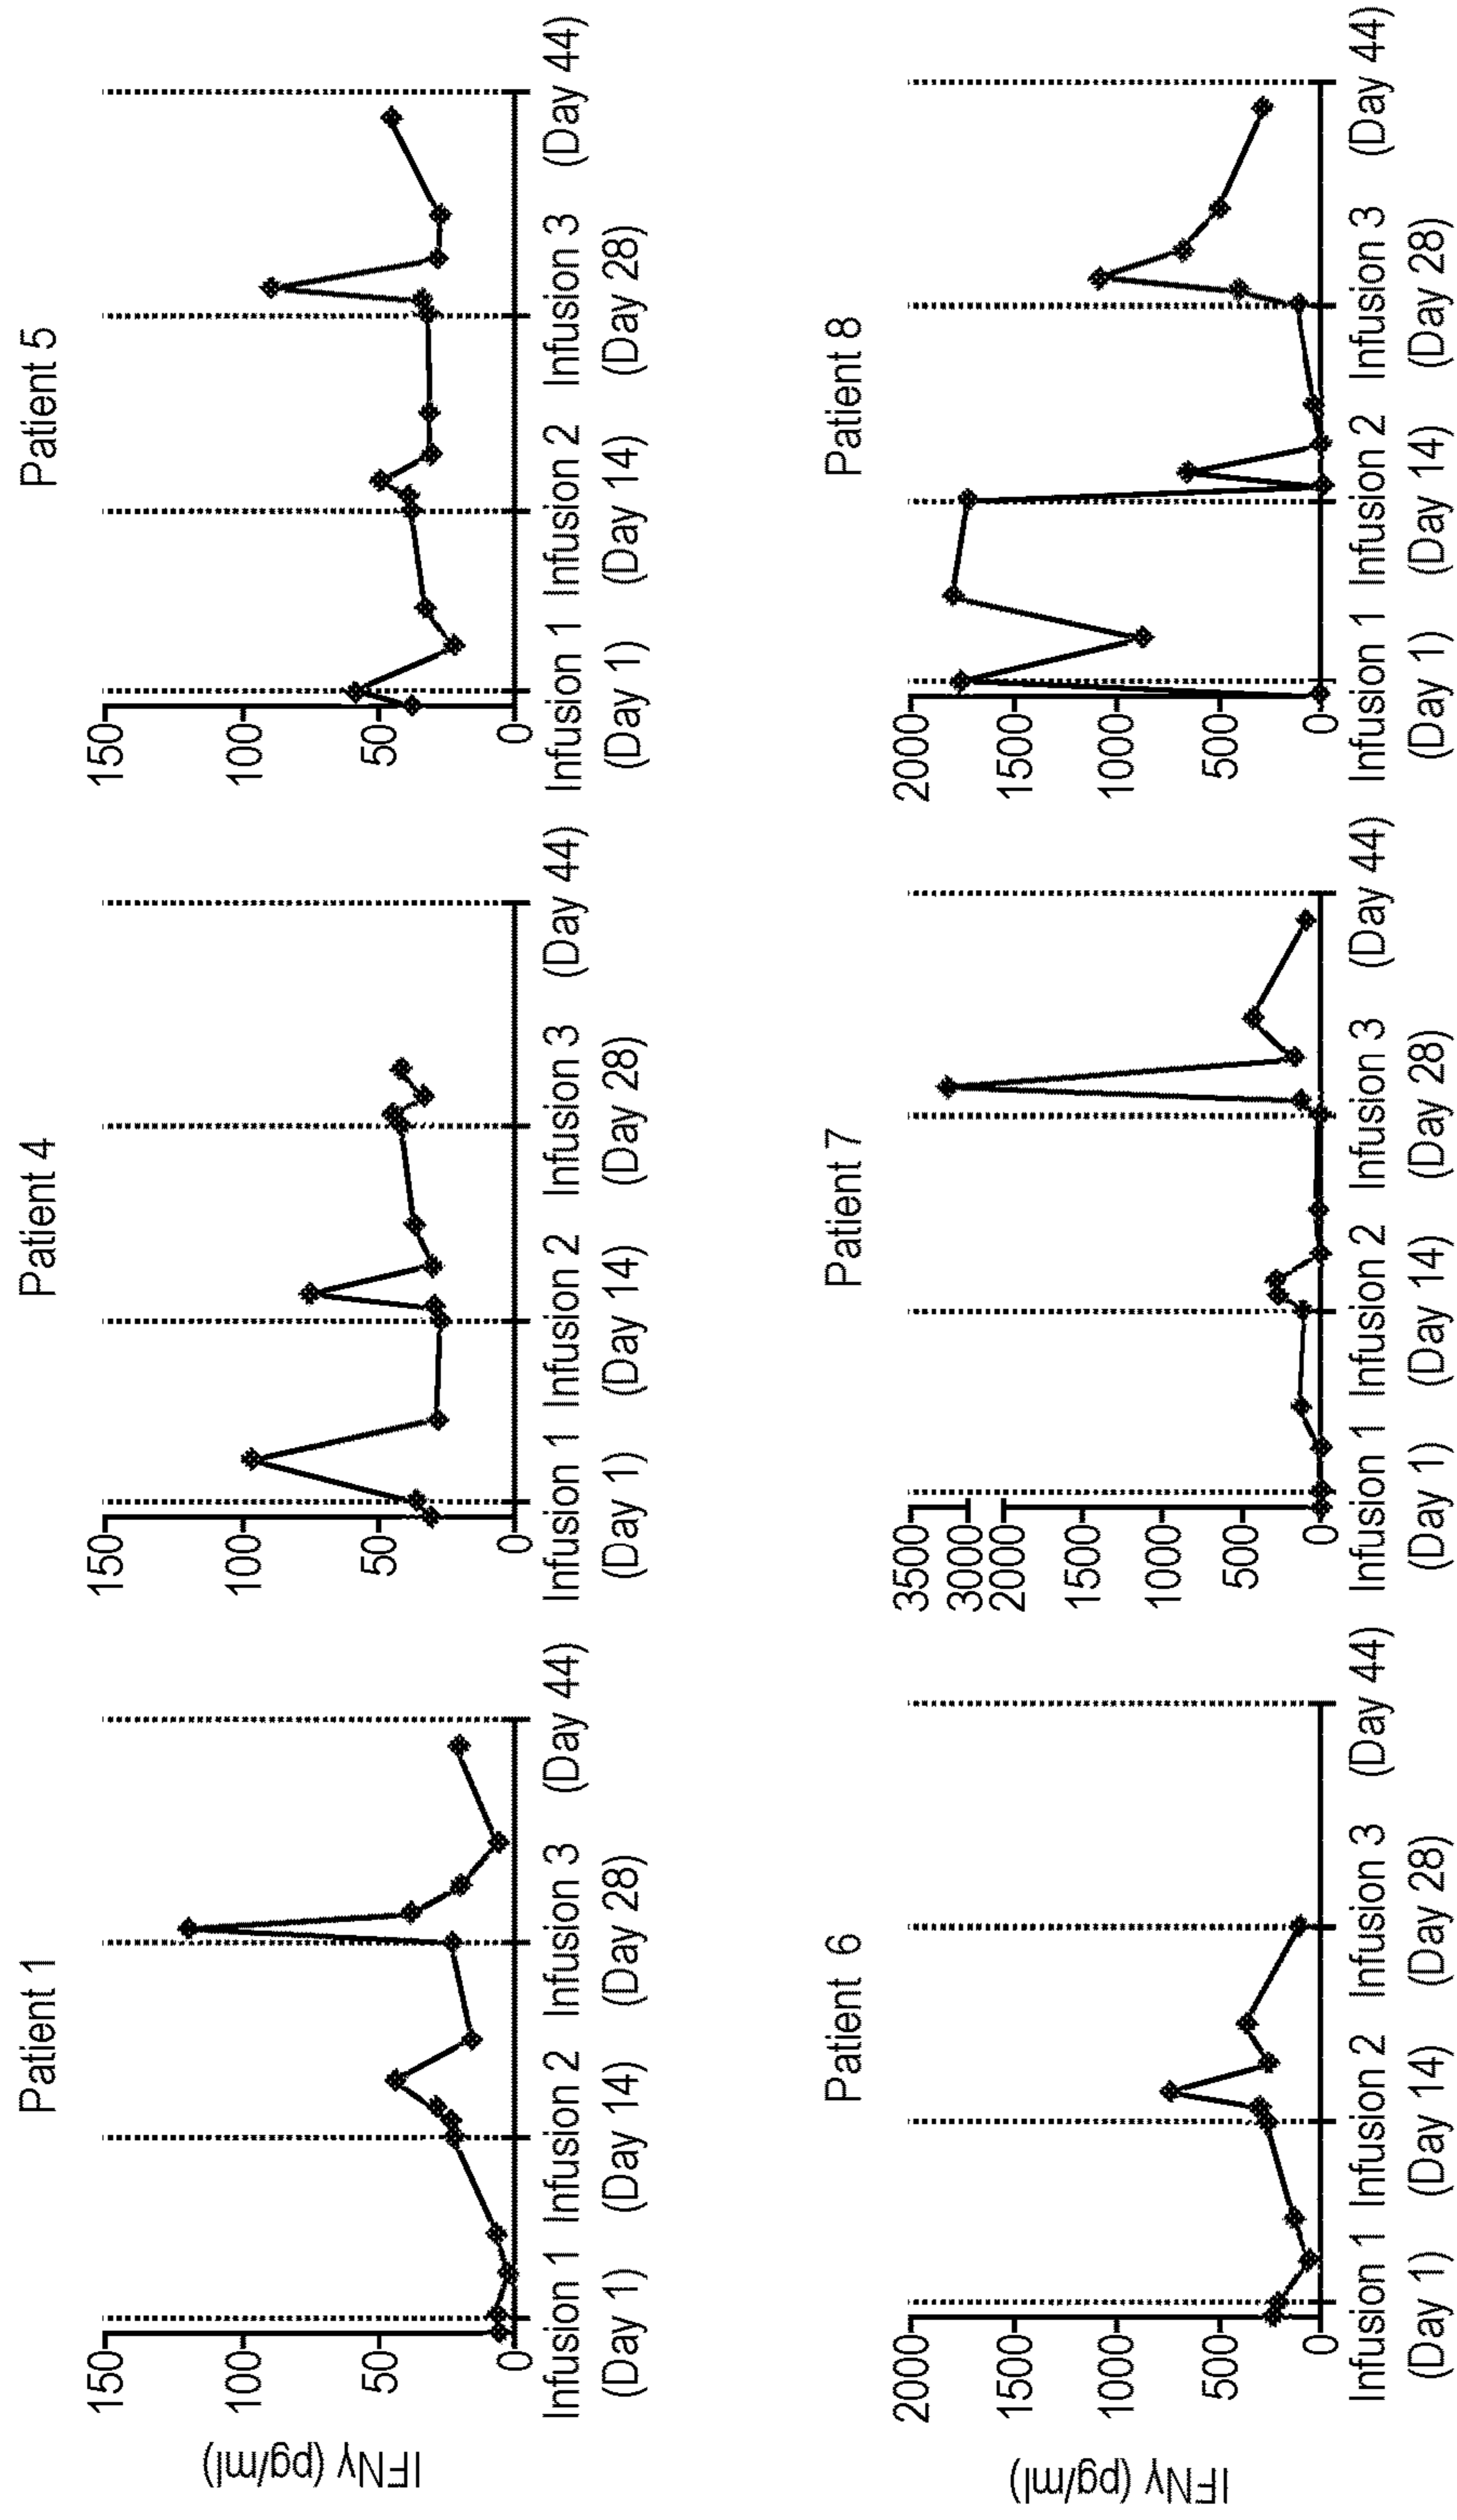 Patient 1
IFNγ (pg/ml)
150
100
50
0
Infusion 1 Infusion 2 Infusion 3
(Day 1) (Day 14) (Day 28) (Day 44)
Patient 4
150
100
50
0
Infusion 1 Infusion 2 Infusion 3
(Day 1) (Day 14) (Day 28) (Day 44)
Patient 5
150
100
50
0
Infusion 1 Infusion 2 Infusion 3
(Day 1) (Day 14) (Day 28) (Day 44)
Patient 6
IFNγ (pg/ml)
2000
1500
1000
500
0
Infusion 1 Infusion 2 Infusion 3
(Day 1) (Day 14) (Day 28) (Day 44)
Patient 7
3500
3000
2000
1500
1000
500
0
Infusion 1 Infusion 2 Infusion 3
(Day 1) (Day 14) (Day 28) (Day 44)
Patient 8
2000
1500
1000
500
0
Infusion 1 Infusion 2 Infusion 3
(Day 1) (Day 14) (Day 28) (Day 44)